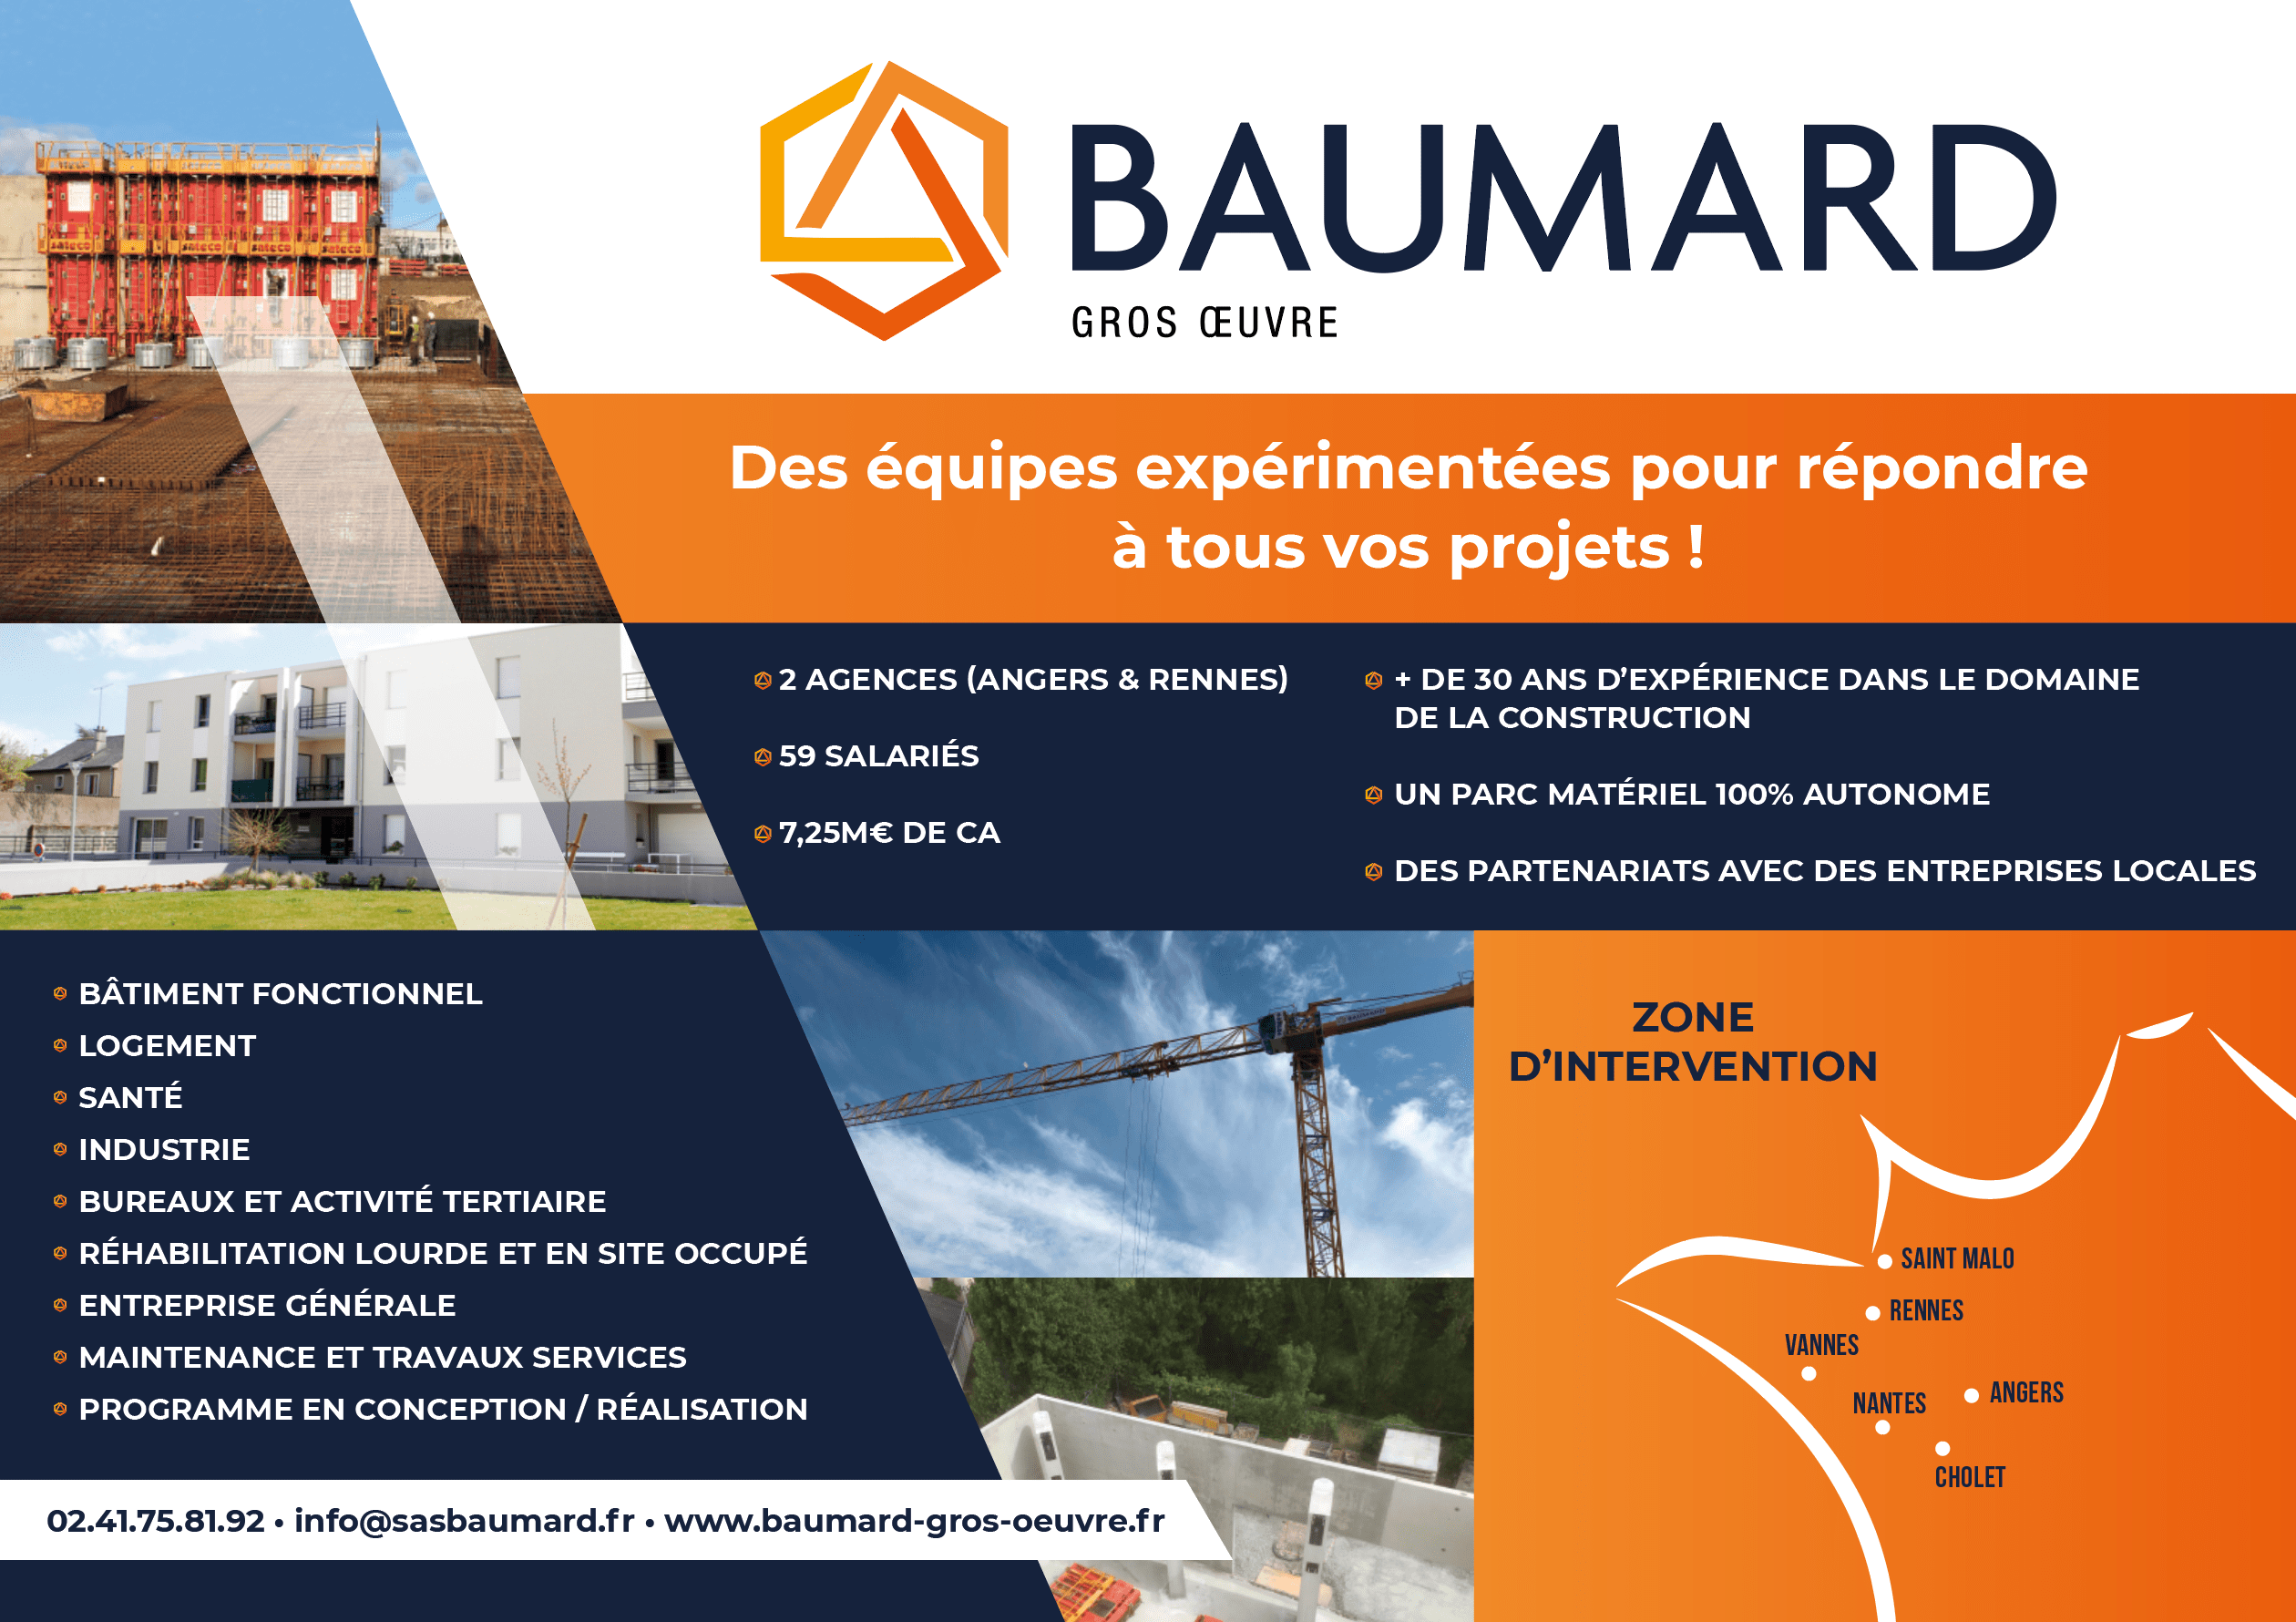 BAUMARD
GROS ŒUVRE
sateco sateco sateco
Des équipes expérimentées pour répondre
à tous vos projets !
2 AGENCES (ANGERS & RENNES)
59 SALARIÉS
7,25M€ DE CA
+ DE 30 ANS D’EXPÉRIENCE DANS LE DOMAINE
DE LA CONSTRUCTION
UN PARC MATÉRIEL 100% AUTONOME
DES PARTENARIATS AVEC DES ENTREPRISES LOCALES
BÂTIMENT FONCTIONNEL
LOGEMENT
SANTÉ
INDUSTRIE
BUREAUX ET ACTIVITÉ TERTIAIRE
RÉHABILITATION LOURDE ET EN SITE OCCUPÉ
ENTREPRISE GÉNÉRALE
MAINTENANCE ET TRAVAUX SERVICES
PROGRAMME EN CONCEPTION / RÉALISATION
BAUMARD
ZONE
D’INTERVENTION
SAINT MALO
RENNES
VANNES
NANTES
ANGERS
CHOLET
02.41.75.81.92 • info@sasbaumard.fr • www.baumard-gros-oeuvre.fr